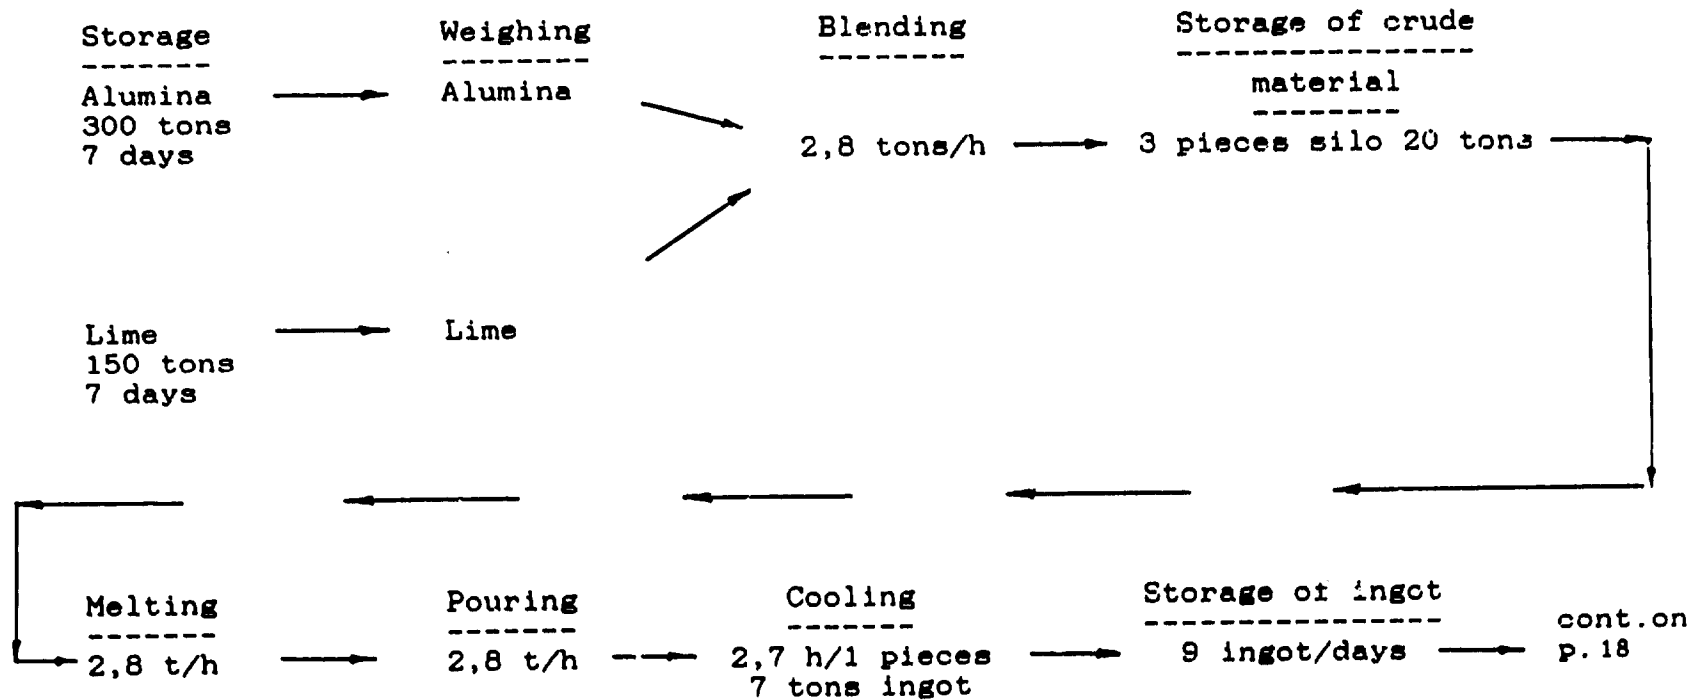 Storage
Alumina
300 tons
7 days
Weighing
Alumina
Blending
2,8 tons/h
Storage of crude
material
3 pieces silo 20 tons
Lime
150 tons
7 days
Lime
Melting
2,8 t/h
Pouring
2,8 t/h
Cooling
2,7 h/1 pieces
7 tons ingot
Storage of ingot
9 ingot/days
cont.on
p.18